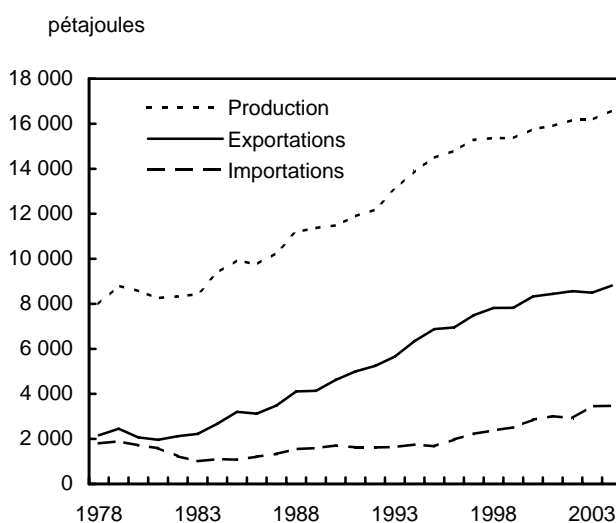 pétajoules
18 000
16 000
14 000
12 000
10 000
8 000
6 000
4 000
2 000
0
Production
Exportations
Importations
1978 1983 1988 1993 1998 2003